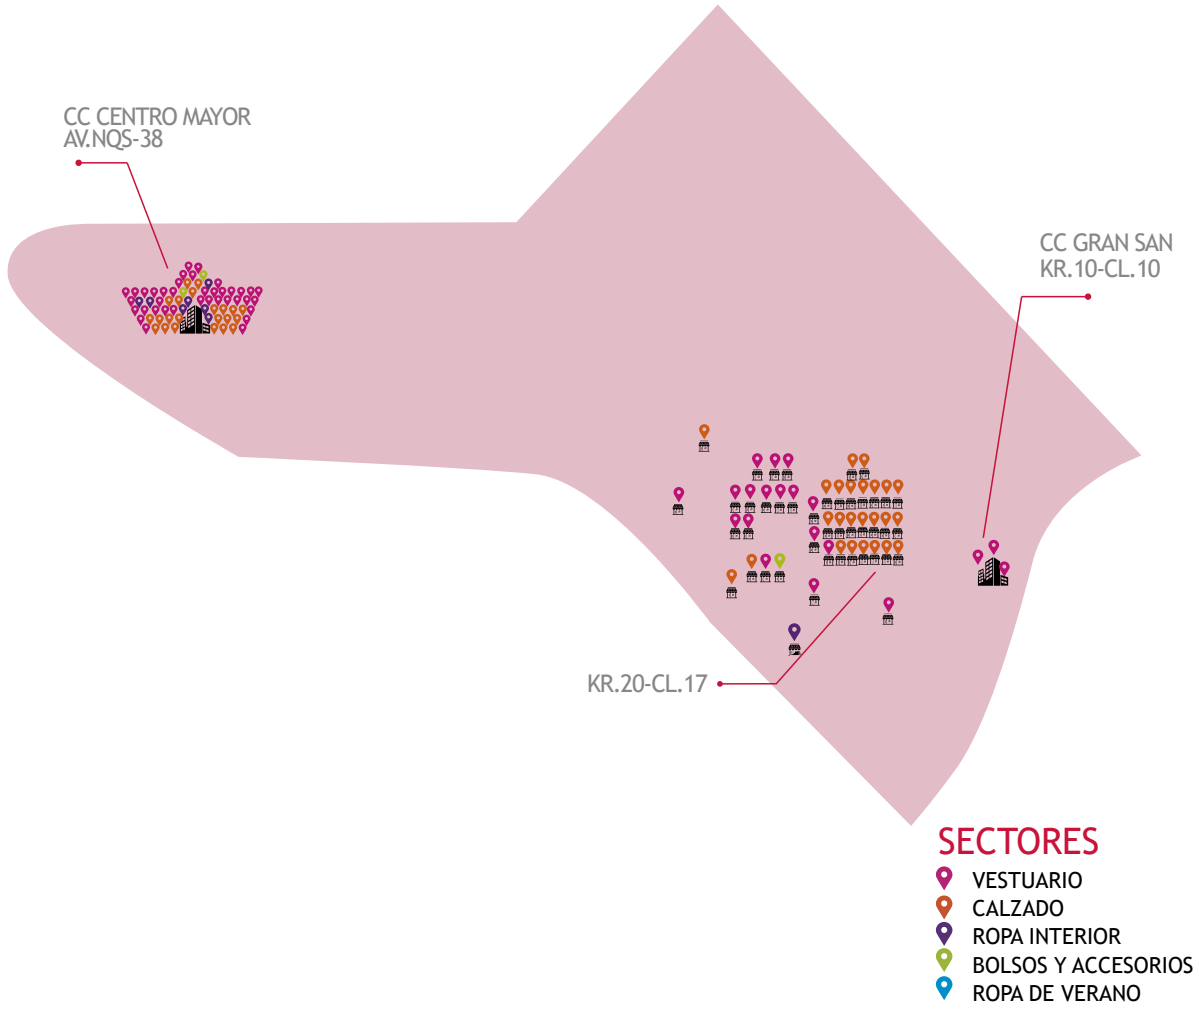 CC CENTRO MAYOR
AV.NQS-38
CC GRAN SAN
KR.10-CL.10
KR.20-CL.17
SECTORES
VESTUARIO
CALZADO
ROPA INTERIOR
BOLSOS Y ACCESORIOS
ROPA DE VERANO